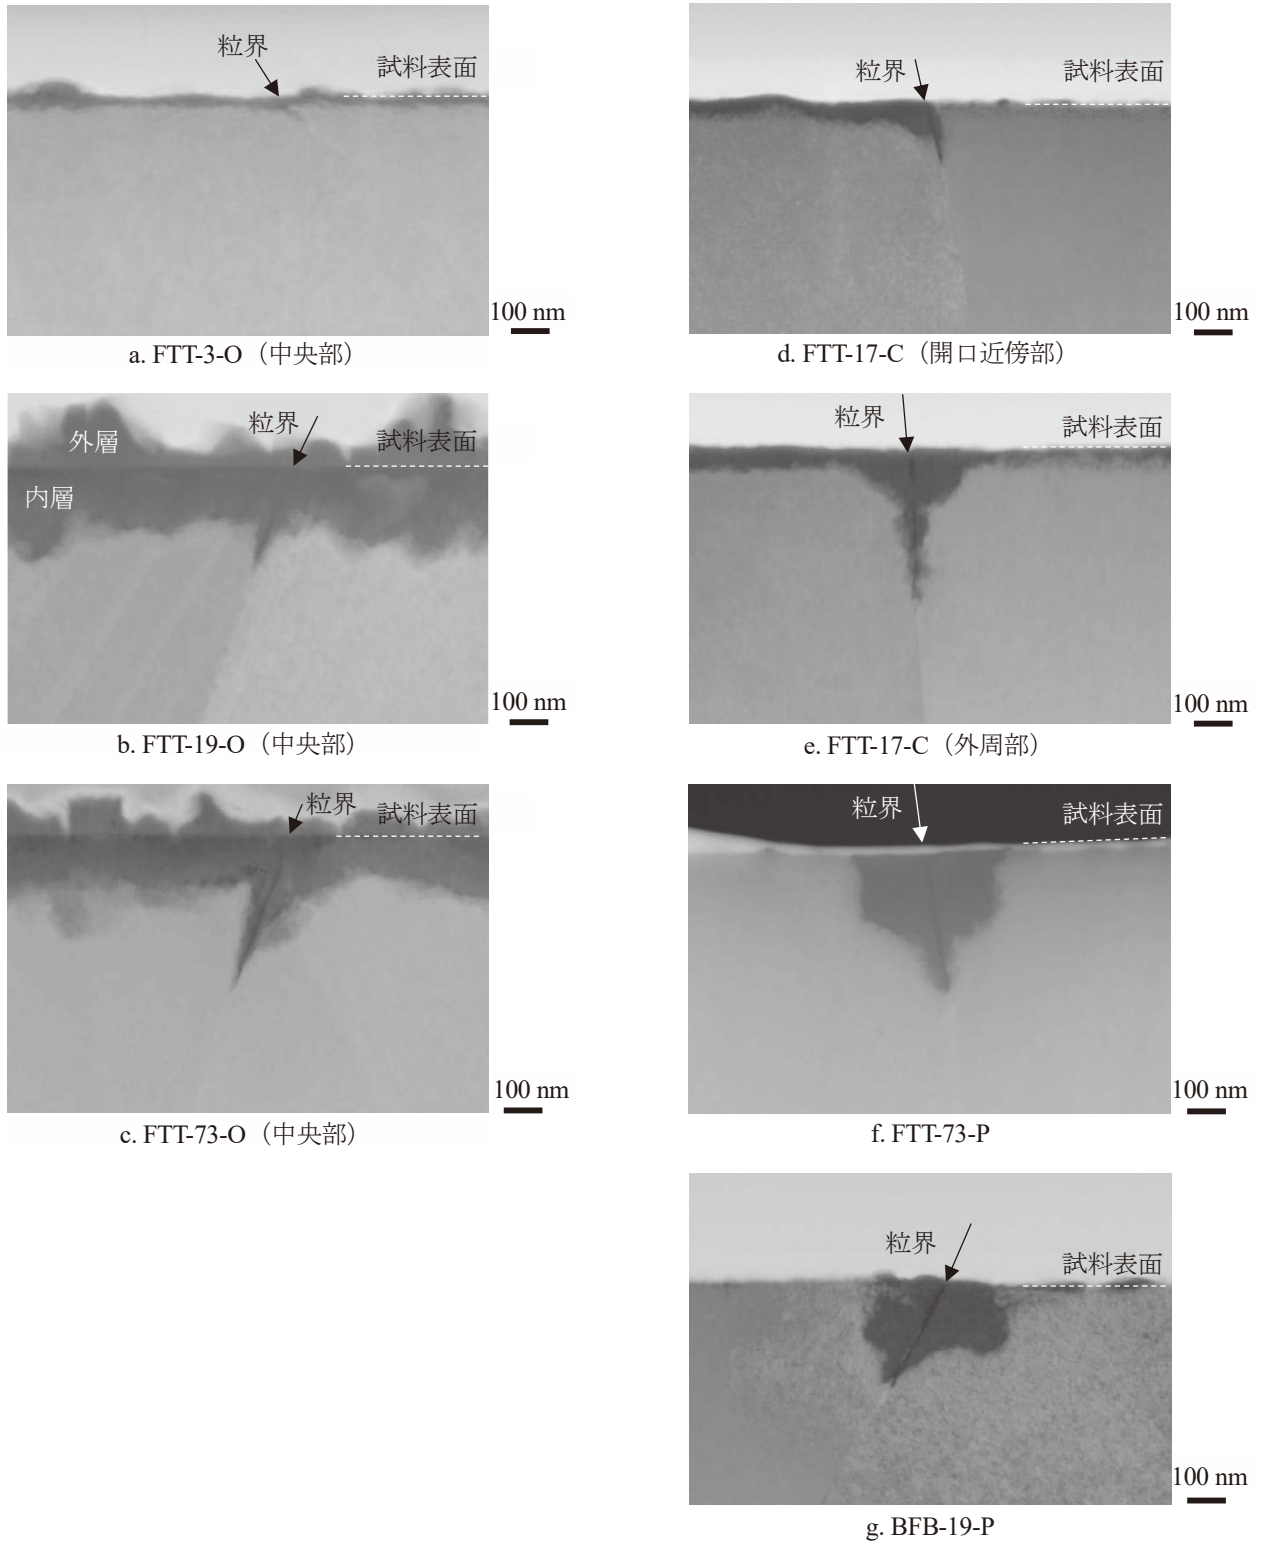 粒界
試料表面
100 nm
a. FTT-3-O（中央部）
外層
粒界
試料表面
内層
100 nm
b. FTT-19-O（中央部）
粒界
試料表面
100 nm
c. FTT-73-O（中央部）
粒界
試料表面
100 nm
d. FTT-17-C（開口近傍部）
粒界
試料表面
100 nm
e. FTT-17-C（外周部）
粒界
試料表面
100 nm
f. FTT-73-P
粒界
試料表面
100 nm
g. BFB-19-P